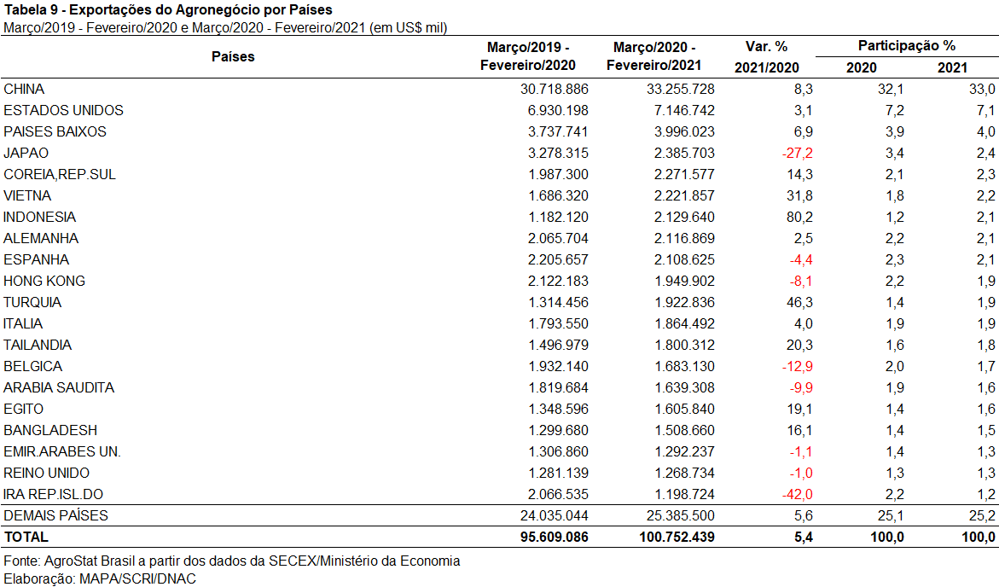 Tabela 9 - Exportações do Agronegócio por Países
Março/2019 - Fevereiro/2020 e Março/2020 - Fevereiro/2021 (em US$ mil)
Países Março/2019 - Fevereiro/2020 Março/2020 - Fevereiro/2021 Var. % 2021/2020 Participação %
2020 2021
CHINA 30.718.886 33.255.728 8,3 32,1 33,0
ESTADOS UNIDOS 6.930.198 7.146.742 3,1 7,2 7,1
PAISES BAIXOS 3.737.741 3.996.023 6,9 3,9 4,0
JAPAO 3.278.315 2.385.703 -27,2 3,4 2,4
COREIA,REP.SUL 1.987.300 2.271.577 14,3 2,1 2,3
VIETNA 1.686.320 2.221.857 31,8 1,8 2,2
INDONESIA 1.182.120 2.129.640 80,2 1,2 2,1
ALEMANHA 2.065.704 2.116.869 2,5 2,2 2,1
ESPANHA 2.205.657 2.108.625 -4,4 2,3 2,1
HONG KONG 2.122.183 1.949.902 -8,1 2,2 1,9
TURQUIA 1.314.456 1.922.836 46,3 1,4 1,9
ITALIA 1.793.550 1.864.492 4,0 1,9 1,9
TAILANDIA 1.496.979 1.800.312 20,3 1,6 1,8
BELGICA 1.932.140 1.683.130 -12,9 2,0 1,7
ARABIA SAUDITA 1.819.684 1.639.308 -9,9 1,9 1,6
EGITO 1.348.596 1.605.840 19,1 1,4 1,6
BANGLADESH 1.299.680 1.508.660 16,1 1,4 1,5
EMIR.ARABES UN. 1.306.860 1.292.237 -1,1 1,4 1,3
REINO UNIDO 1.281.139 1.268.734 -1,0 1,3 1,3
IRA REP.ISL.DO 2.066.535 1.198.724 -42,0 2,2 1,2
DEMAIS PAÍSES 24.035.044 25.385.500 5,6 25,1 25,2
TOTAL 95.609.086 100.752.439 5,4 100,0 100,0
Fonte: AgroStat Brasil a partir dos dados da SECEX/Ministério da Economia
Elaboração: MAPA/SCRI/DNAC